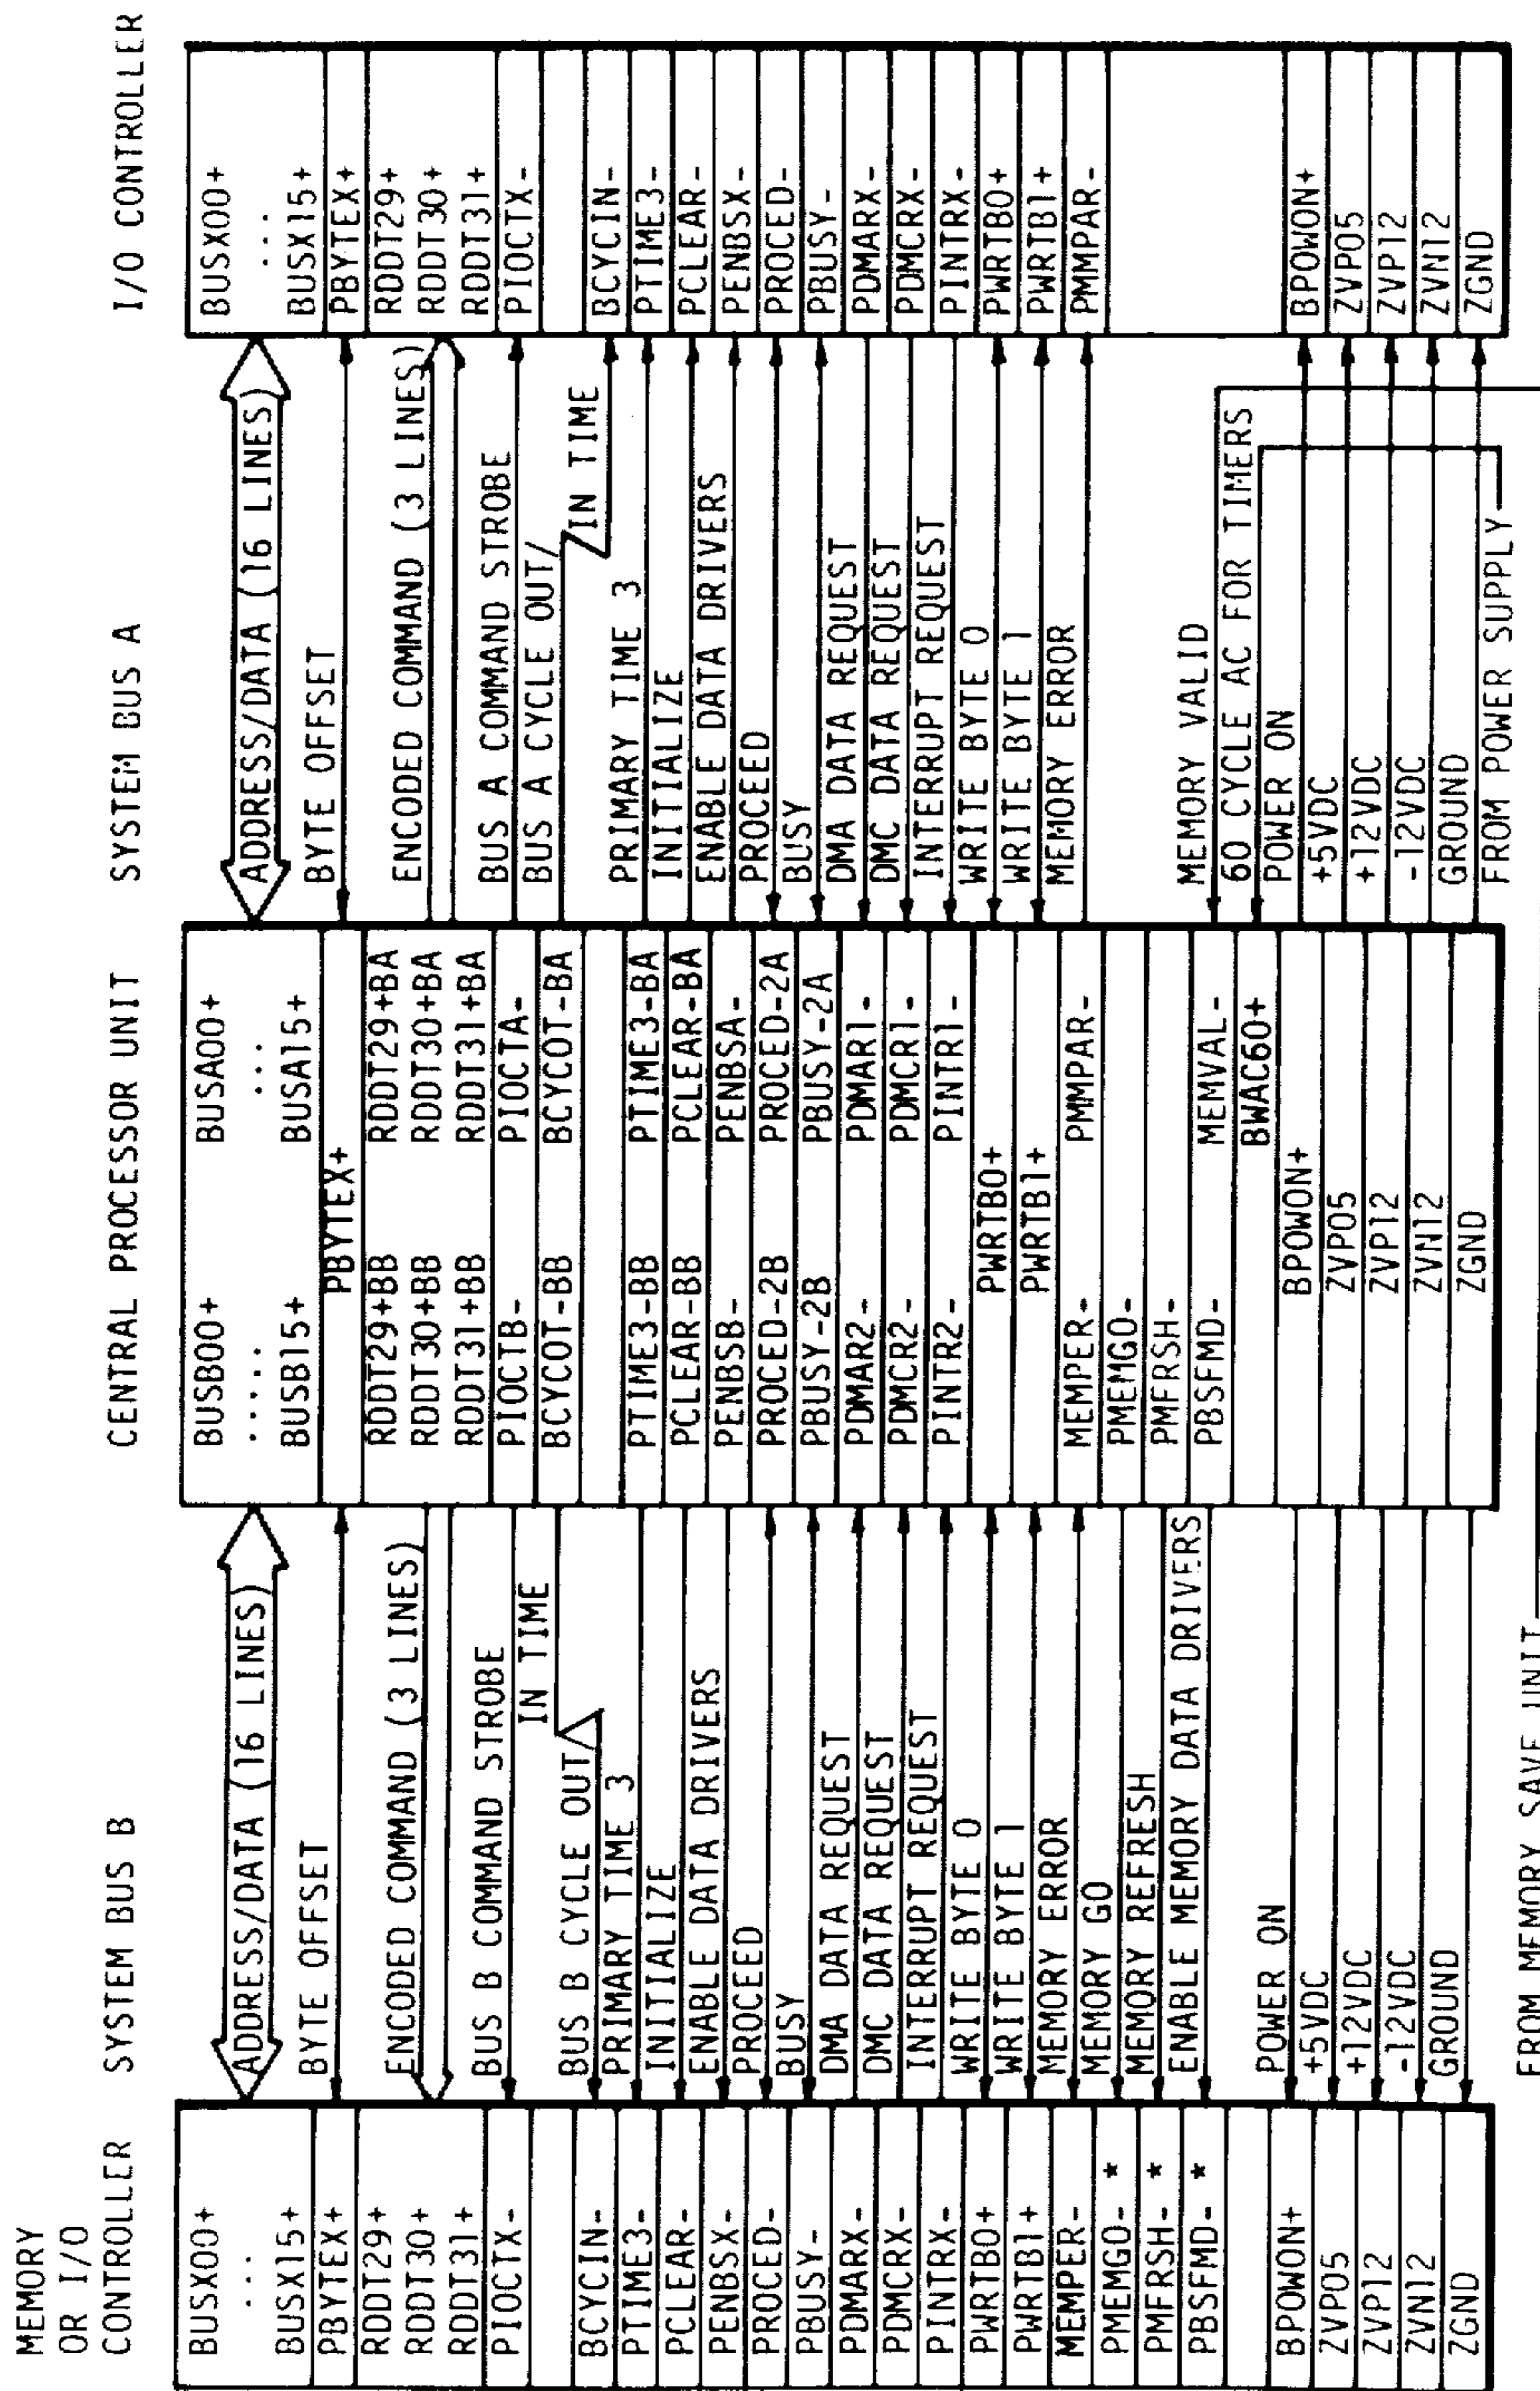 MEMORY
OR I/O
CONTROLLER
SYSTEM BUS B
CENTRAL PROCESSOR UNIT
SYSTEM BUS A
I/O CONTROLLER
BUSX00+
...
BUSX15+
PBYTEX+
RDDT29+
RDDT30+
RDDT31+
PIOCTX-
BCYCIN-
PTIME3-
PCLEAR-
PENBSX-
PROCED-
PBUSY-
PDMARX-
PDMCRX-
PINTRX-
PWRTB0+
PWRTB1+
MEMPER-
PMEMGO- *
PMFRSH- *
PBSFMD- *
BPOWON+
ZVP05
ZVP12
ZVN12
ZGND
ADDRESS/DATA (16 LINES)
BYTE OFFSET
ENCODED COMMAND (3 LINES)
BUS B COMMAND STROBE
IN TIME
BUS B CYCLE OUT/
PRIMARY TIME 3
INITIALIZE
ENABLE DATA DRIVERS
PROCEED
BUSY
DMA DATA REQUEST
DMC DATA REQUEST
INTERRUPT REQUEST
WRITE BYTE 0
WRITE BYTE 1
MEMORY ERROR
MEMORY GO
MEMORY REFRESH
ENABLE MEMORY DATA DRIVERS
POWER ON
+5VDC
+12VDC
-12VDC
GROUND
FROM MEMORY SAVE UNIT
BUSB00+ BUSA00+
..... ...
BUSB15+ BUSA15+
PBYTEX+
RDDT29+BB RDDT29+BA
RDDT30+BB RDDT30+BA
RDDT31+BB RDDT31+BA
PIOCTB- PIOCTA-
BCYCOT-BB BCYCOT-BA
PTIME3-BB PTIME3-BA
PCLEAR-BB PCLEAR-BA
PENBSB- PENBSA-
PROCED-2B PROCED-2A
PBUSY-2B PBUSY-2A
PDMAR2- PDMAR1-
PDMCR2- PDMCR1-
PINTR2- PINTR1-
PWRTB0+
PWRTB1+
MEMPER- PMMPAR-
PMEMGO-
PMFRSH-
PBSFMD- MEMVAL-
BWAC60+
BPOWON+
ZVP05
ZVP12
ZVN12
ZGND
ADDRESS/DATA (16 LINES)
BYTE OFFSET
ENCODED COMMAND (3 LINES)
BUS A COMMAND STROBE
BUS A CYCLE OUT/
IN TIME
PRIMARY TIME 3
INITIALIZE
ENABLE DATA DRIVERS
PROCEED
BUSY
DMA DATA REQUEST
DMC DATA REQUEST
INTERRUPT REQUEST
WRITE BYTE 0
WRITE BYTE 1
MEMORY ERROR
MEMORY VALID
60 CYCLE AC FOR TIMERS
POWER ON
+5VDC
+12VDC
-12VDC
GROUND
FROM POWER SUPPLY
BUSX00+
...
BUSX15+
PBYTEX+
RDDT29+
RDDT30+
RDDT31+
PIOCTX-
BCYCIN-
PTIME3-
PCLEAR-
PENBSX-
PROCED-
PBUSY-
PDMARX-
PDMCRX-
PINTRX-
PWRTB0+
PWRTB1+
PMMPAR-
BPOWON+
ZVP05
ZVP12
ZVN12
ZGND